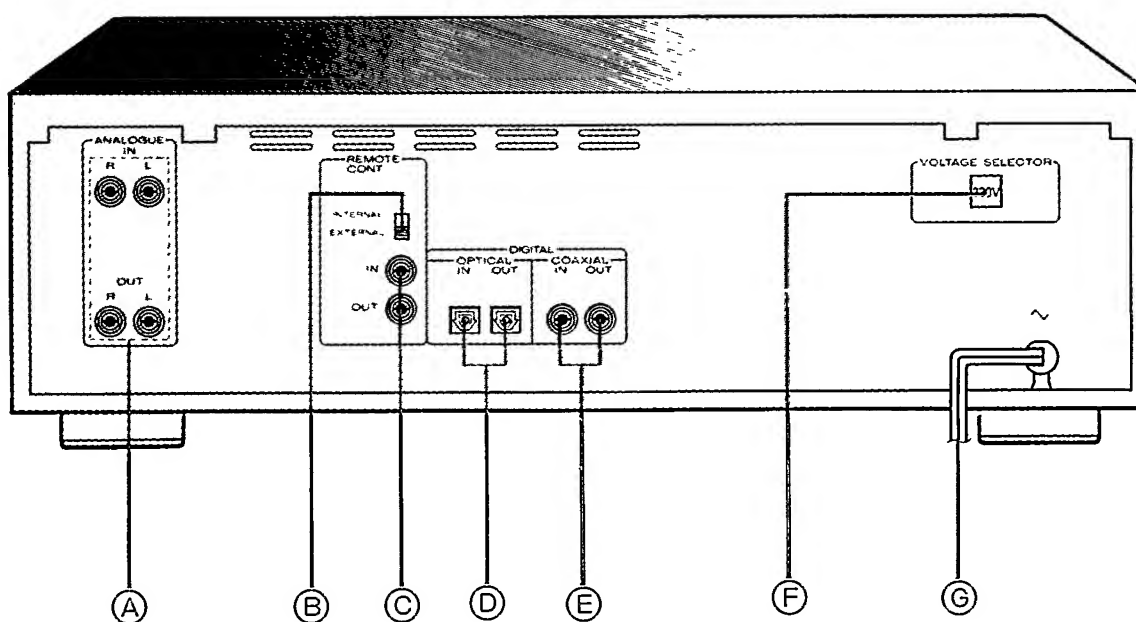 ANALOGUE
IN
R L
OUT
R L
REMOTE
CONT
INTERNAL
EXTERNAL
IN
OUT
DIGITAL
OPTICAL
IN OUT
COAXIAL
IN OUT
VOLTAGE SELECTOR
~
A
B
C
D
E
F
G